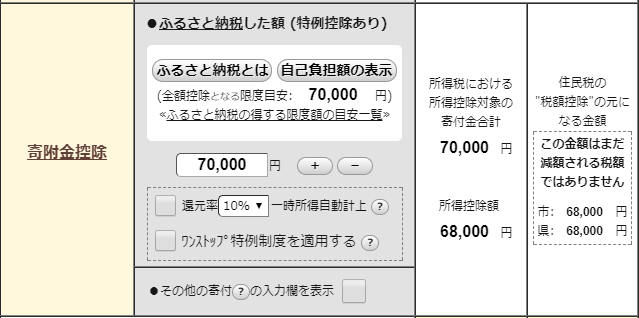 寄附金控除
●ふるさと納税した額 (特例控除あり)
ふるさと納税とは 自己負担額の表示
(全額控除となる限度目安: 70,000 円)
«ふるさと納税の得する限度額の目安一覧»
70,000 円 + −
還元率 10% ▼ 一時所得自動計上 ?
ﾜﾝｽﾄｯﾌﾟ特例制度を適用する ?
●その他の寄付?の入力欄を表示
所得税における
所得控除対象の
寄付金合計
70,000 円
所得控除額
68,000 円
住民税の
"税額控除"の元に
なる金額
この金額はまだ
減額される税額
ではありません
市: 68,000 円
県: 68,000 円